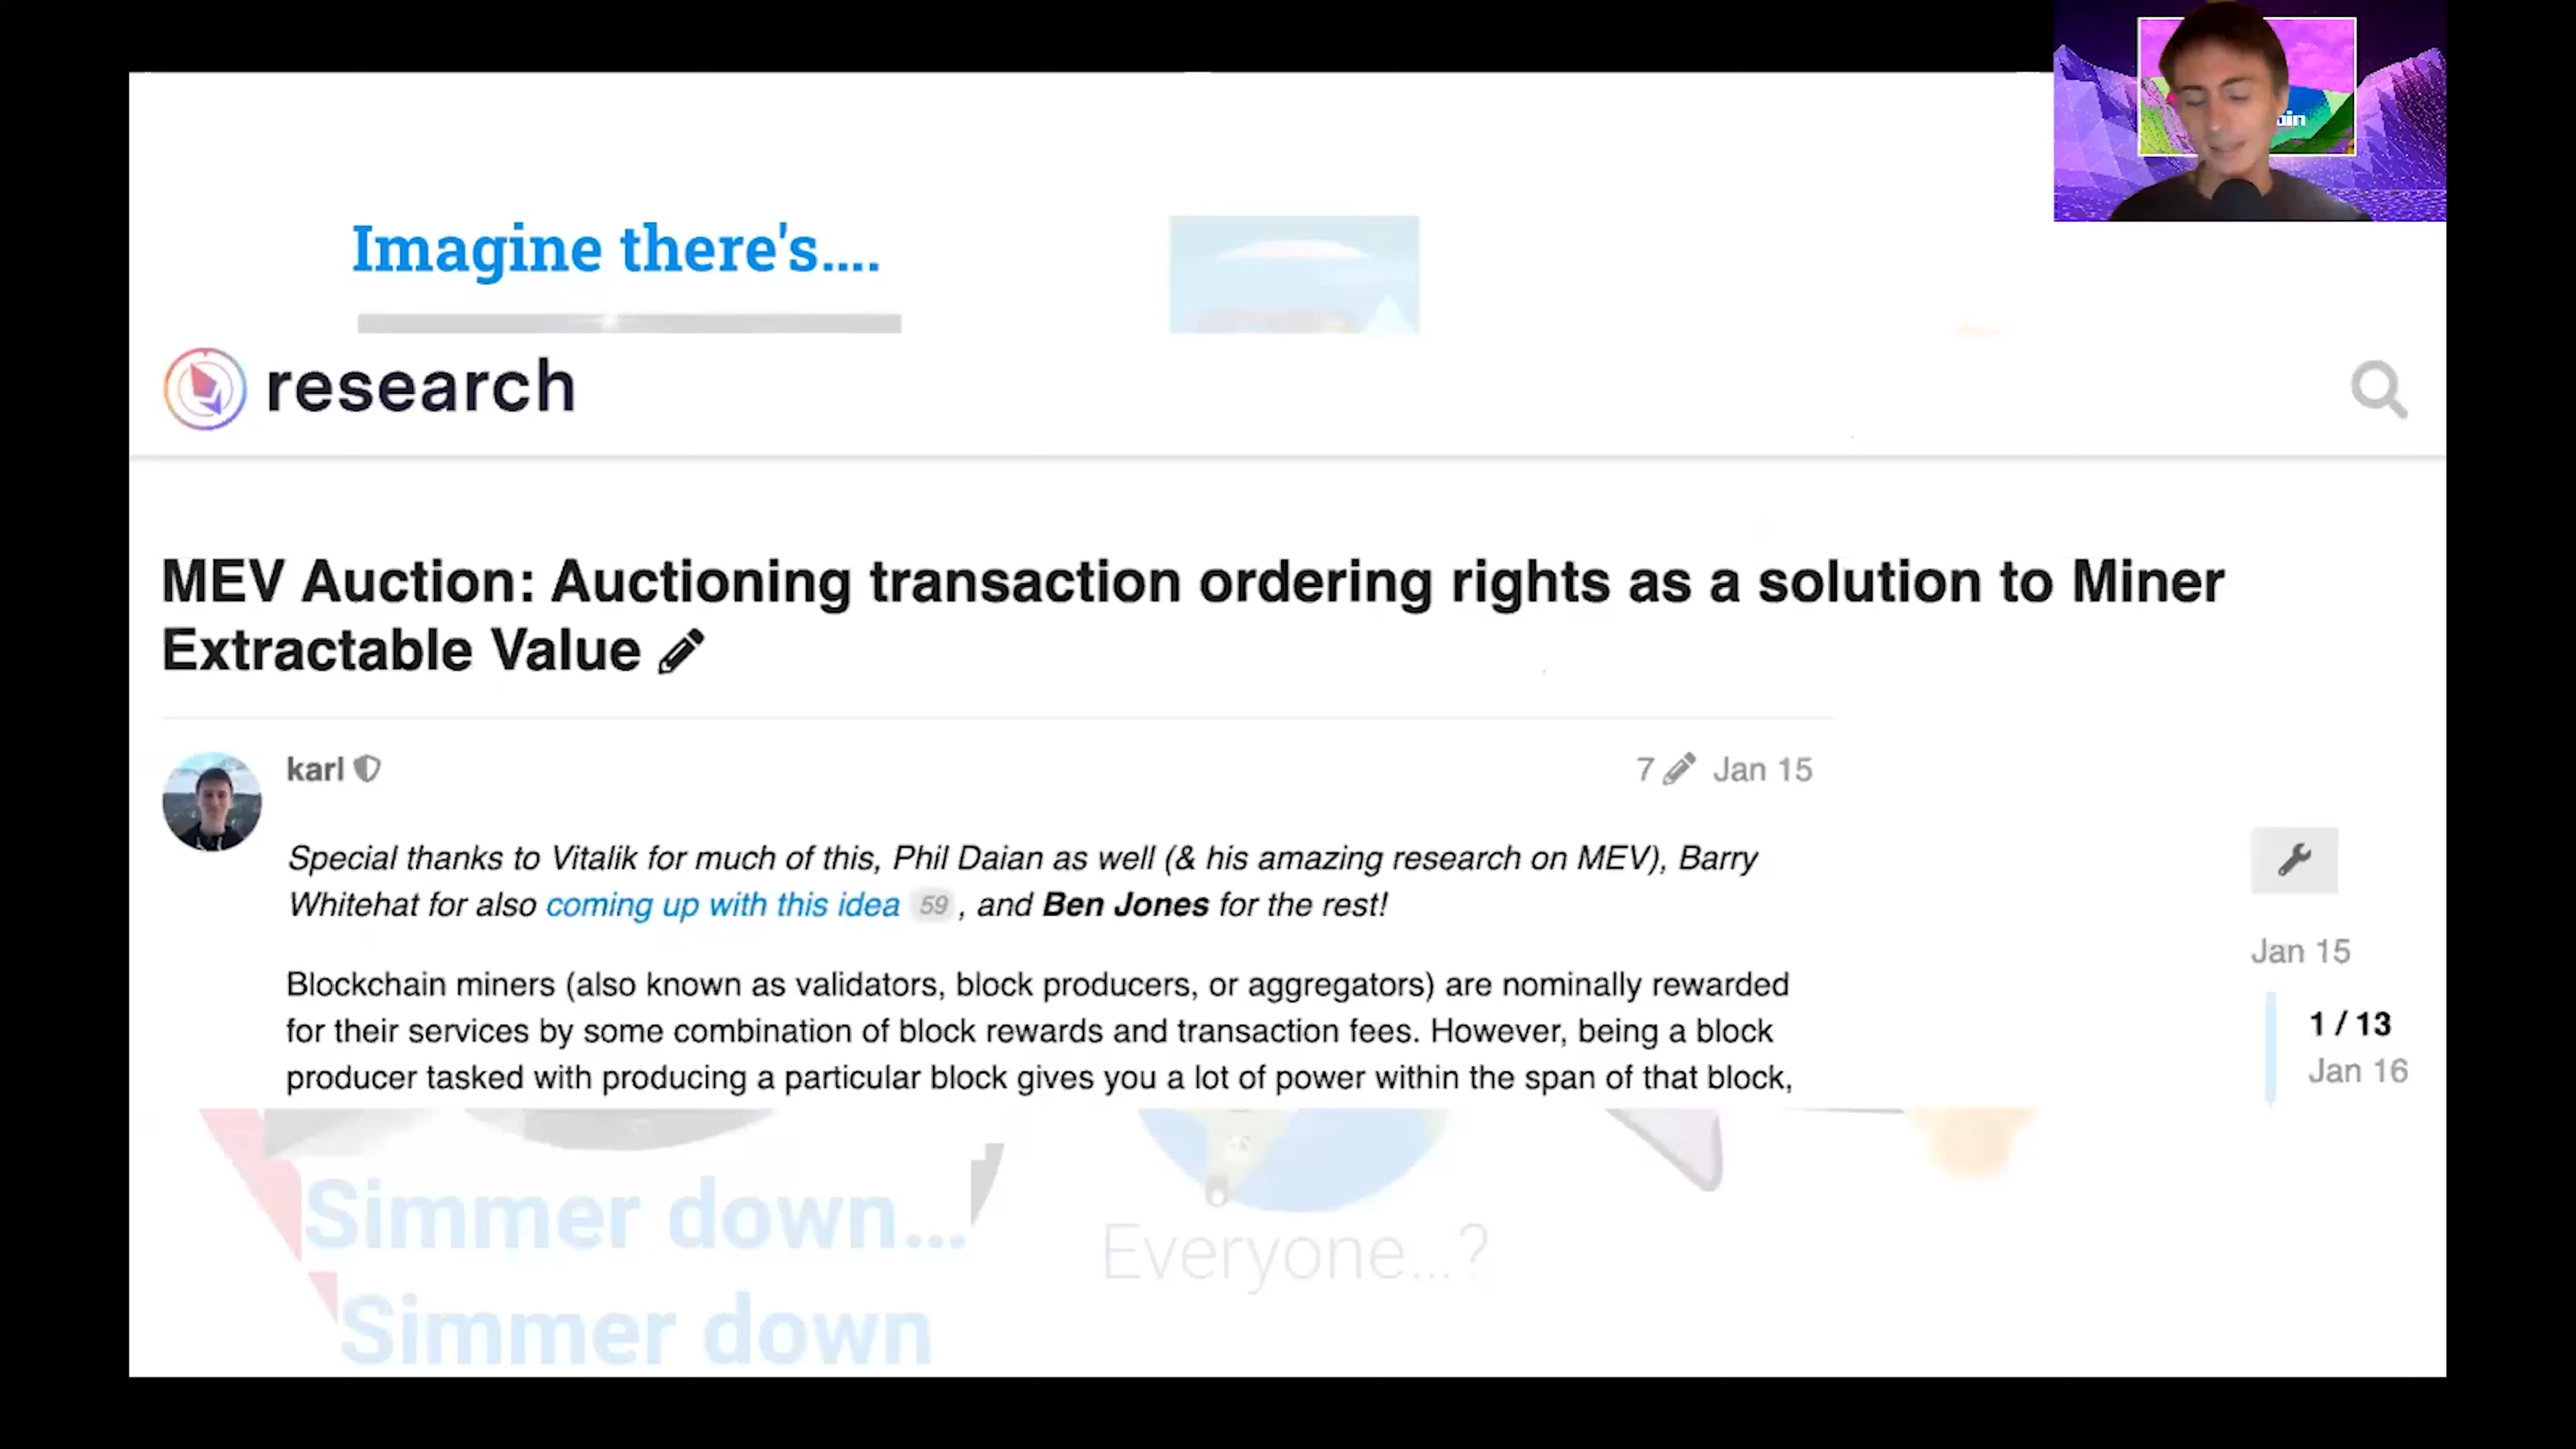 Imagine there's....
research
MEV Auction: Auctioning transaction ordering rights as a solution to Miner
Extractable Value
karl
7 Jan 15
Special thanks to Vitalik for much of this, Phil Daian as well (& his amazing research on MEV), Barry
Whitehat for also coming up with this idea 59 , and Ben Jones for the rest!
Blockchain miners (also known as validators, block producers, or aggregators) are nominally rewarded
for their services by some combination of block rewards and transaction fees. However, being a block
producer tasked with producing a particular block gives you a lot of power within the span of that block,
Jan 15
1 / 13
Jan 16
Simmer down...
Simmer down
Everyone...?